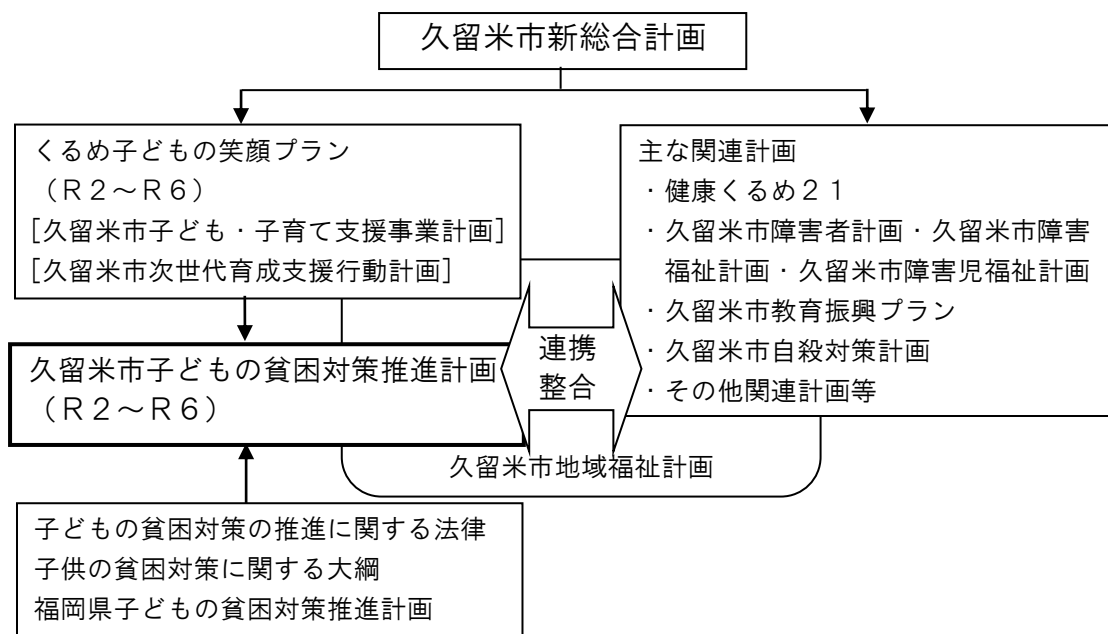 久留米市新総合計画
くるめ子どもの笑顔プラン
（Ｒ２～Ｒ６）
［久留米市子ども・子育て支援事業計画］
［久留米市次世代育成支援行動計画］
主な関連計画
・健康くるめ２１
・久留米市障害者計画・久留米市障害
福祉計画・久留米市障害児福祉計画
・久留米市教育振興プラン
・久留米市自殺対策計画
・その他関連計画等
久留米市子どもの貧困対策推進計画
（Ｒ２～Ｒ６）
連携
整合
久留米市地域福祉計画
子どもの貧困対策の推進に関する法律
子供の貧困対策に関する大綱
福岡県子どもの貧困対策推進計画